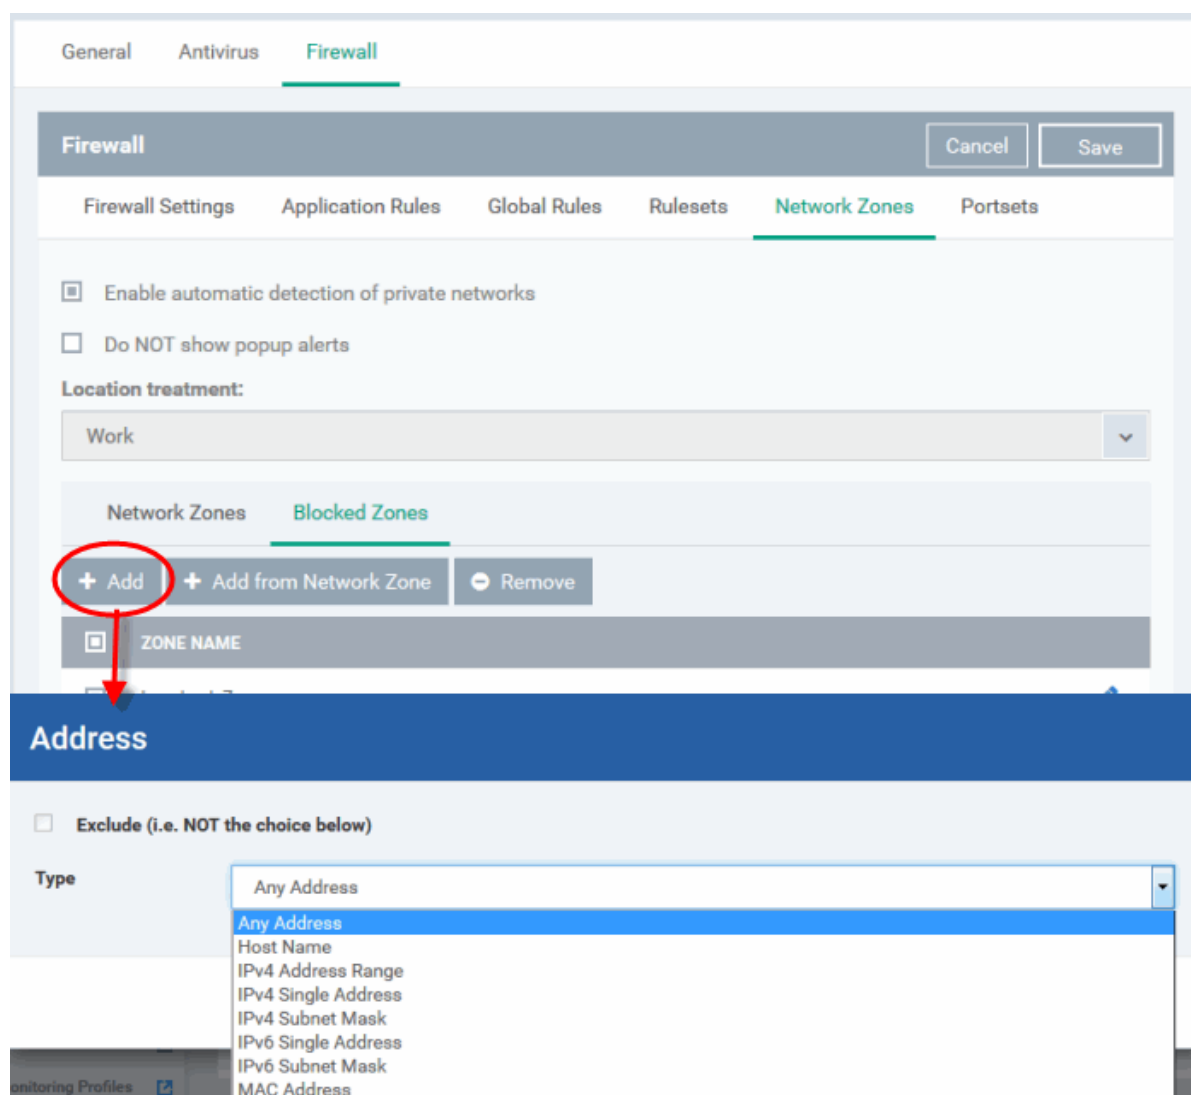 General Antivirus Firewall
Firewall Cancel Save
Firewall Settings Application Rules Global Rules Rulesets Network Zones Portsets
Enable automatic detection of private networks
Do NOT show popup alerts
Location treatment:
Work
Network Zones Blocked Zones
+ Add + Add from Network Zone Remove
ZONE NAME
Address
Exclude (i.e. NOT the choice below)
Type Any Address
Any Address
Host Name
IPv4 Address Range
IPv4 Single Address
IPv4 Subnet Mask
IPv6 Single Address
IPv6 Subnet Mask
onitoring Profiles MAC Address